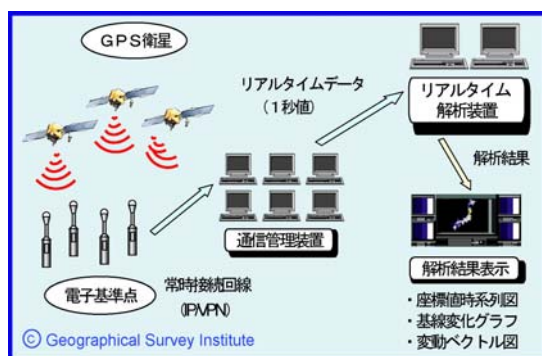 GPS衛星
リアルタイムデータ
(1秒値)
リアルタイム
解析装置
解析結果
通信管理装置
解析結果表示
電子基準点
常時接続回線
(IP-VPN)
・座標値時系列図
・基線変化グラフ
・変動ベクトル図
© Geographical Survey Institute